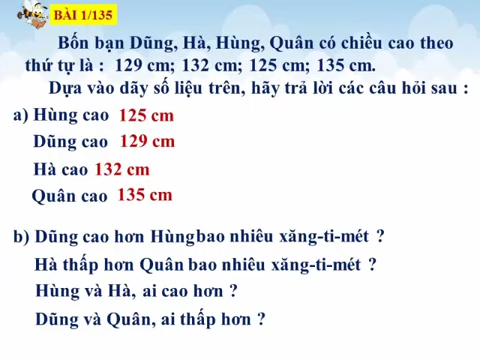 BÀI 1/135
Bốn bạn Dũng, Hà, Hùng, Quân có chiều cao theo
thứ tự là : 129 cm; 132 cm; 125 cm; 135 cm.
Dựa vào dãy số liệu trên, hãy trả lời các câu hỏi sau :
a) Hùng cao 125 cm
Dũng cao 129 cm
Hà cao 132 cm
Quân cao 135 cm
b) Dũng cao hơn Hùng bao nhiêu xăng-ti-mét ?
Hà thấp hơn Quân bao nhiêu xăng-ti-mét ?
Hùng và Hà, ai cao hơn ?
Dũng và Quân, ai thấp hơn ?